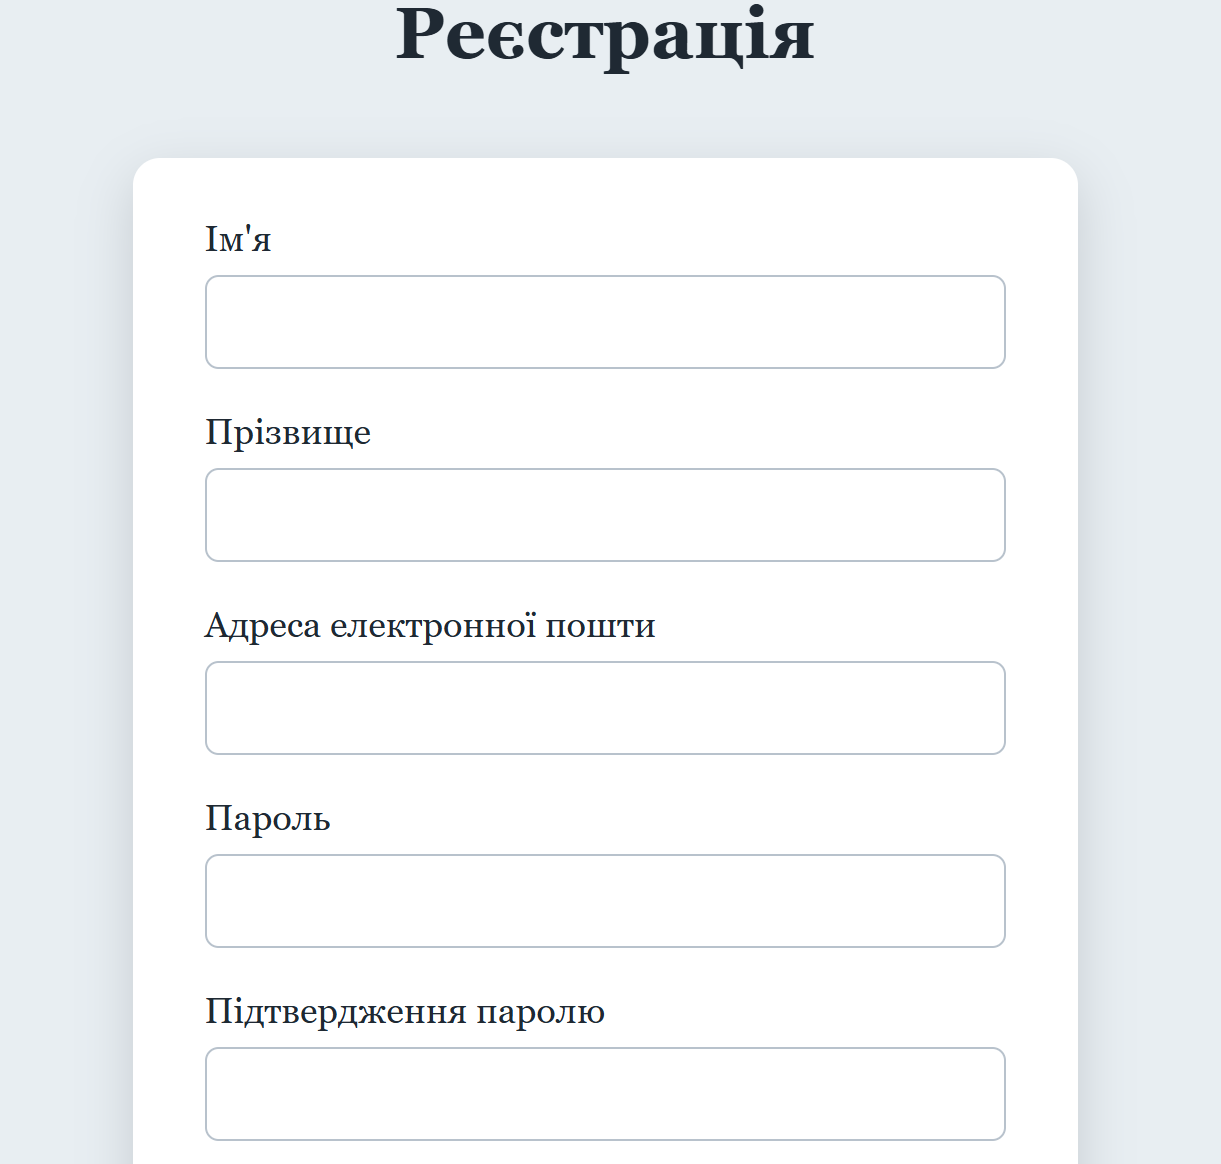 Реєстрація
Ім'я
Прізвище
Адреса електронної пошти
Пароль
Підтвердження паролю